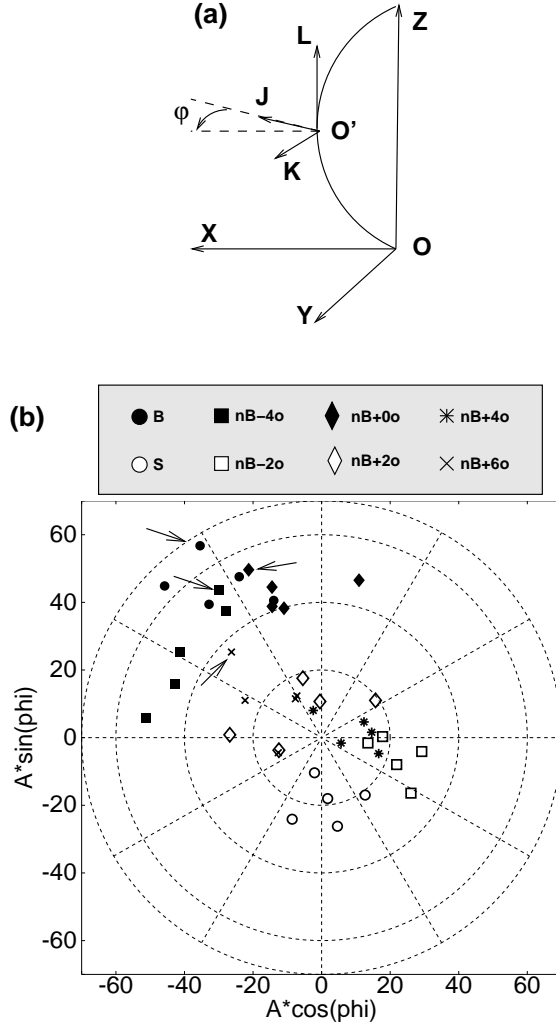 (a)
L
Z
J
φ
O'
K
X
O
Y
(b)
B nB−4o nB+0o nB+4o
S nB−2o nB+2o nB+6o
A*sin(phi)
60
40
20
0
-20
-40
-60
-60 -40 -20 0 20 40 60
A*cos(phi)